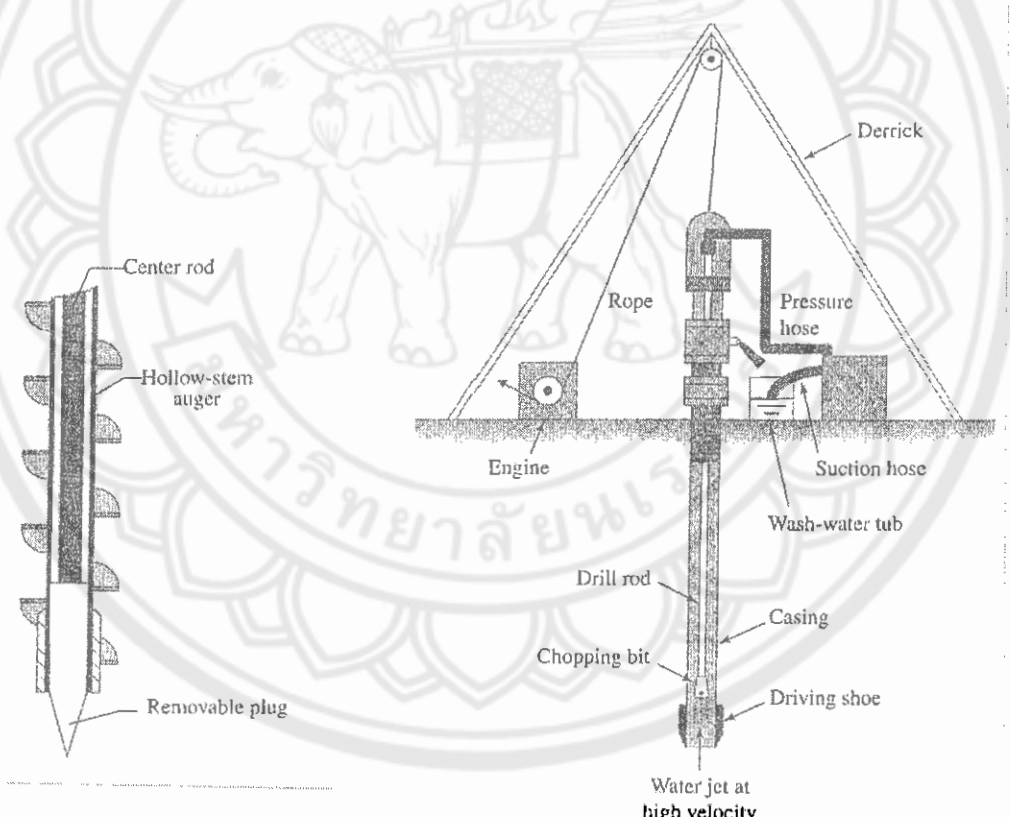 Center rod
Hollow-stem
auger
Removable plug
Derrick
Rope
Pressure
hose
Engine
Suction hose
Wash-water tub
Drill rod
Casing
Chopping bit
Driving shoe
Water jet at
high velocity